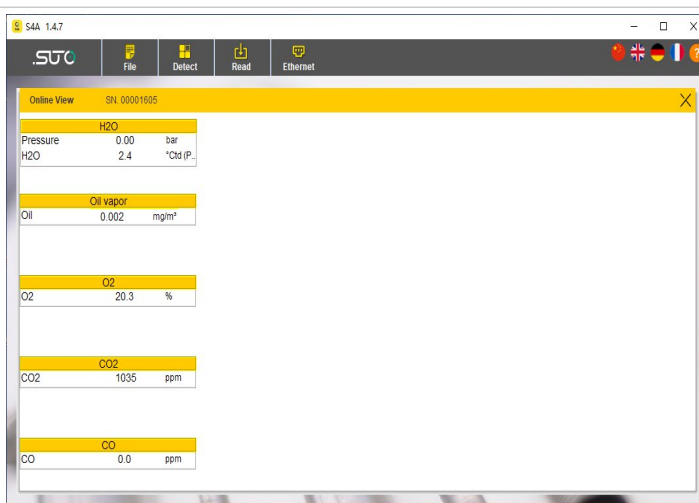 S4A 1.4.7
.SUTO
File Detect Read Ethernet
Online View SN. 00001605
H2O
Pressure 0.00 bar
H2O 2.4 °Ctd (P...
Oil vapor
Oil 0.002 mg/m³
O2
O2 20.3 %
CO2
CO2 1035 ppm
CO
CO 0.0 ppm